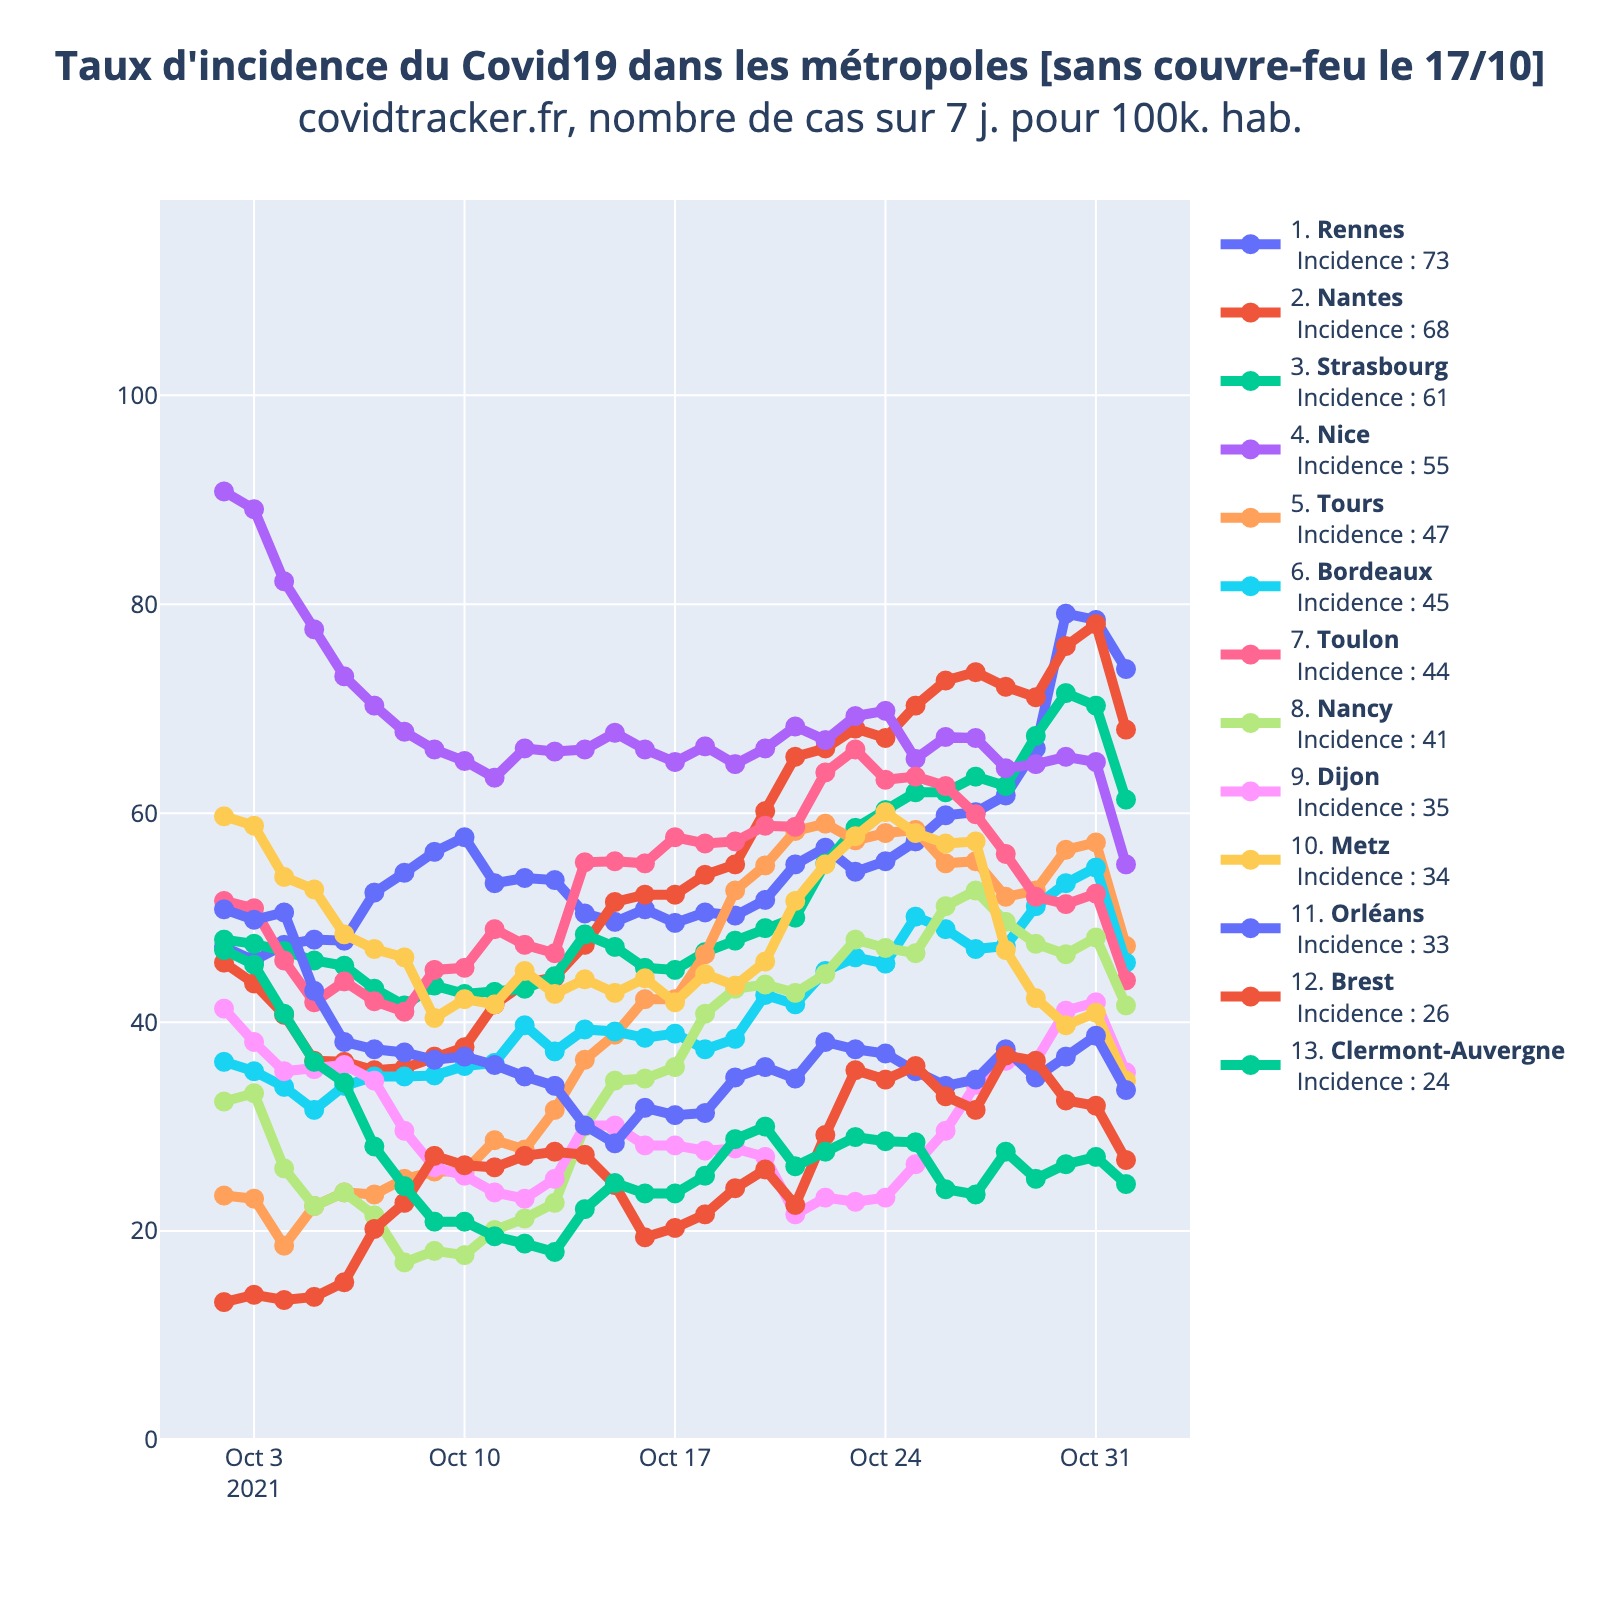 Taux d'incidence du Covid19 dans les métropoles [sans couvre-feu le 17/10]
covidtracker.fr, nombre de cas sur 7 j. pour 100k. hab.
100
80
60
40
20
0
Oct 3
2021
Oct 10
Oct 17
Oct 24
Oct 31
1. Rennes
Incidence : 73
2. Nantes
Incidence : 68
3. Strasbourg
Incidence : 61
4. Nice
Incidence : 55
5. Tours
Incidence : 47
6. Bordeaux
Incidence : 45
7. Toulon
Incidence : 44
8. Nancy
Incidence : 41
9. Dijon
Incidence : 35
10. Metz
Incidence : 34
11. Orléans
Incidence : 33
12. Brest
Incidence : 26
13. Clermont-Auvergne
Incidence : 24